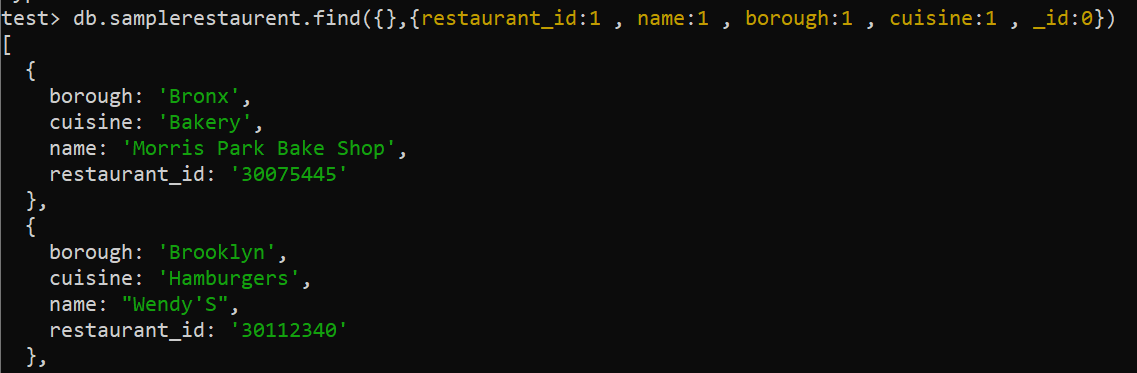 test> db.samplerestaurent.find({},{restaurant_id:1 , name:1 , borough:1 , cuisine:1 , _id:0})
[
  {
    borough: 'Bronx',
    cuisine: 'Bakery',
    name: 'Morris Park Bake Shop',
    restaurant_id: '30075445'
  },
  {
    borough: 'Brooklyn',
    cuisine: 'Hamburgers',
    name: "Wendy'S",
    restaurant_id: '30112340'
  },